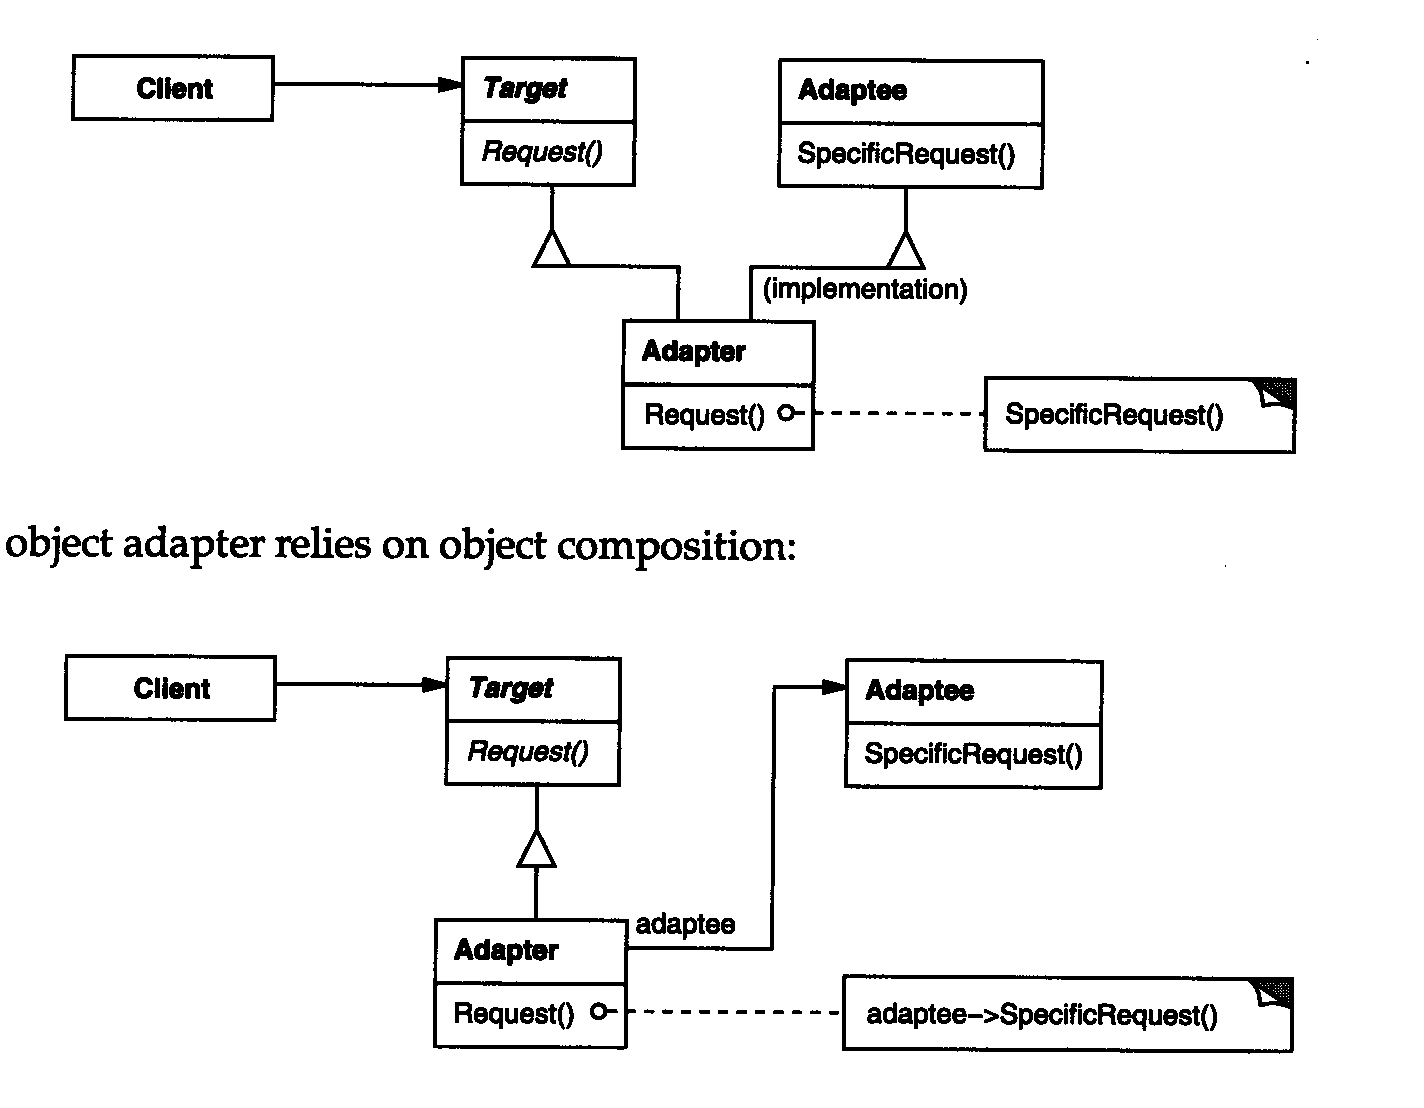 Client
Target
Request()
Adaptee
SpecificRequest()
(implementation)
Adapter
Request()
SpecificRequest()
object adapter relies on object composition:
Client
Target
Request()
Adaptee
SpecificRequest()
adaptee
Adapter
Request()
adaptee->SpecificRequest()